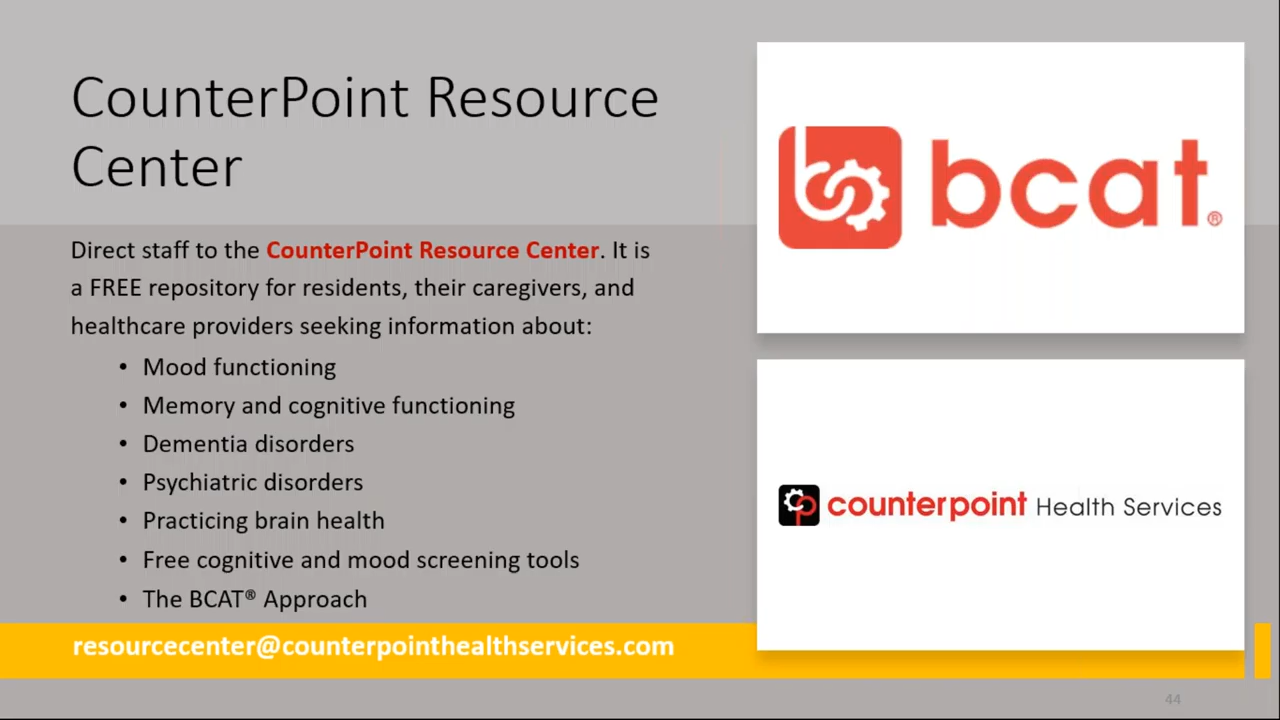 CounterPoint Resource
Center
Direct staff to the CounterPoint Resource Center. It is
a FREE repository for residents, their caregivers, and
healthcare providers seeking information about:
• Mood functioning
• Memory and cognitive functioning
• Dementia disorders
• Psychiatric disorders
• Practicing brain health
• Free cognitive and mood screening tools
• The BCAT® Approach
resourcecenter@counterpointhealthservices.com
bcat®
counterpoint Health Services
44